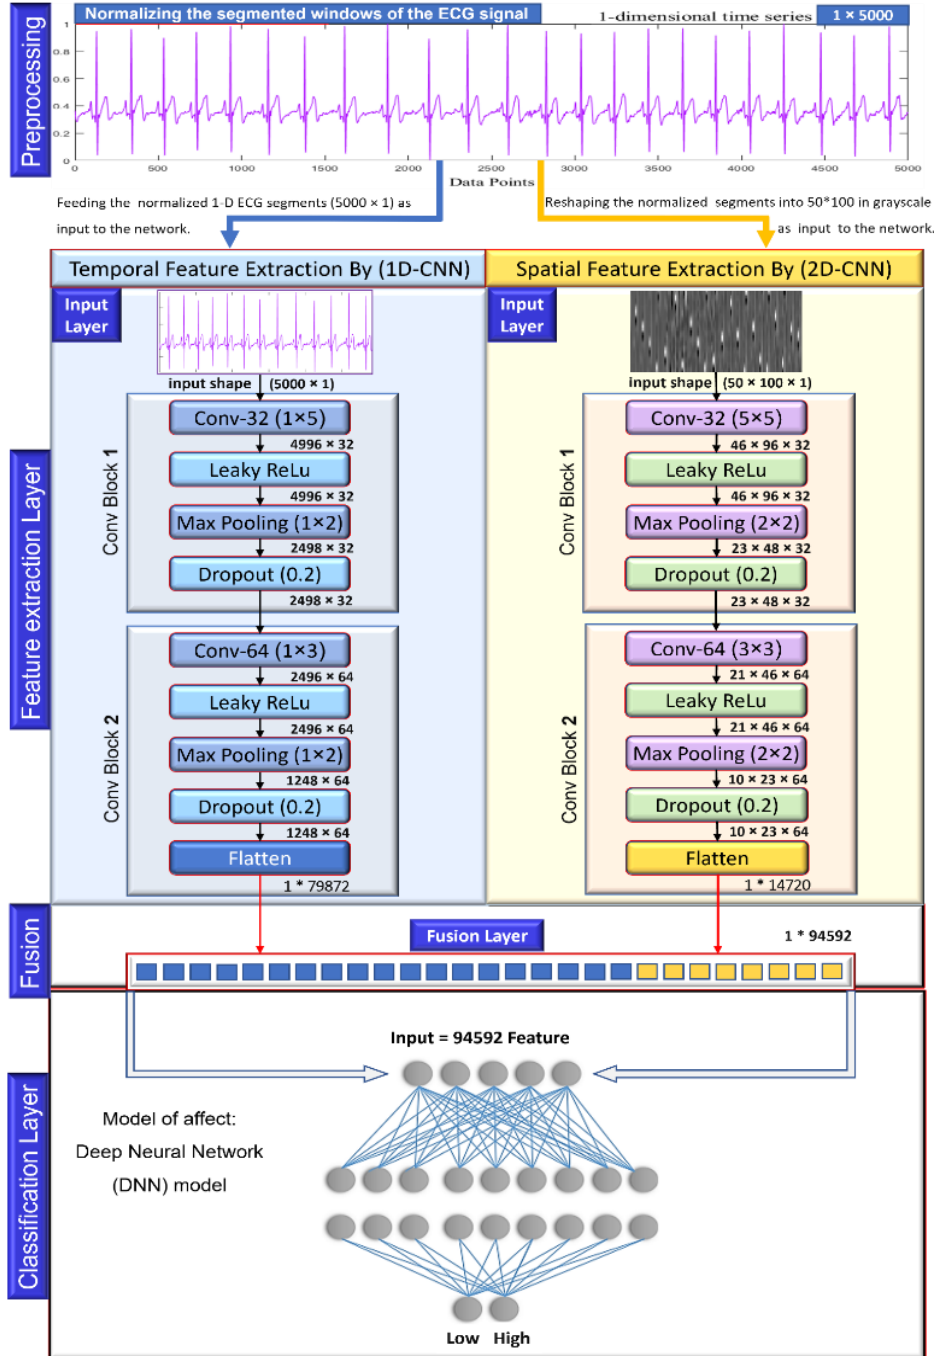 Preprocessing
Normalizing the segmented windows of the ECG signal
1-dimensional time series
1 × 5000
1
0.8
0.6
0.4
0.2
0
0 500 1000 1500 2000 2500 3000 3500 4000 4500 5000
Data Points
Feeding the normalized 1-D ECG segments (5000 × 1) as
input to the network.
Reshaping the normalized segments into 50*100 in grayscale
as input to the network.
Feature extraction Layer
Temporal Feature Extraction By (1D-CNN)
Input
Layer
input shape (5000 × 1)
Conv Block 1
Conv-32 (1×5)
4996 × 32
Leaky ReLu
4996 × 32
Max Pooling (1×2)
2498 × 32
Dropout (0.2)
2498 × 32
Conv Block 2
Conv-64 (1×3)
2496 × 64
Leaky ReLu
2496 × 64
Max Pooling (1×2)
1248 × 64
Dropout (0.2)
1248 × 64
Flatten
1 * 79872
Spatial Feature Extraction By (2D-CNN)
Input
Layer
input shape (50 × 100 × 1)
Conv Block 1
Conv-32 (5×5)
46 × 96 × 32
Leaky ReLu
46 × 96 × 32
Max Pooling (2×2)
23 × 48 × 32
Dropout (0.2)
23 × 48 × 32
Conv Block 2
Conv-64 (3×3)
21 × 46 × 64
Leaky ReLu
21 × 46 × 64
Max Pooling (2×2)
10 × 23 × 64
Dropout (0.2)
10 × 23 × 64
Flatten
1 * 14720
Fusion
Fusion Layer
1 * 94592
Classification Layer
Input = 94592 Feature
Model of affect:
Deep Neural Network
(DNN) model
Low High